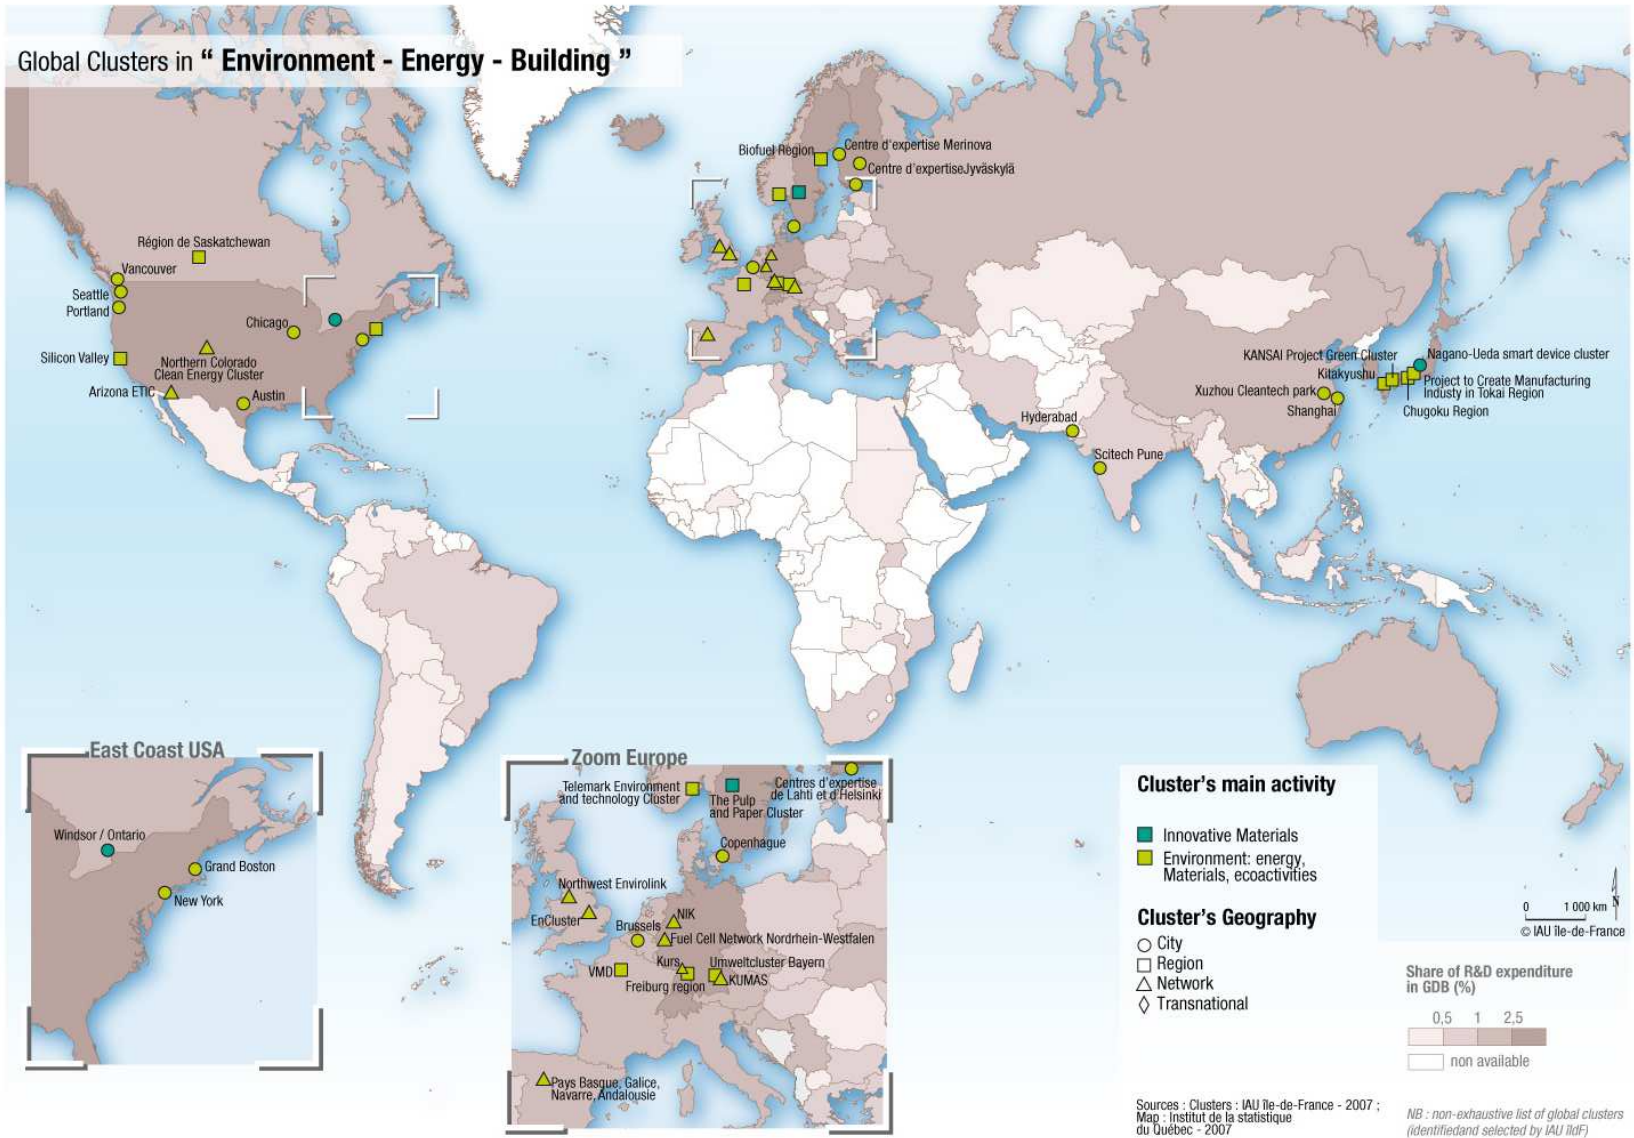 Global Clusters in “ Environment - Energy - Building ”
Biofuel Region
Centre d'expertise Merinova
Centre d'expertiseJyväskylä
Région de Saskatchewan
Vancouver
Seattle
Portland
Chicago
Silicon Valley
Northern Colorado
Clean Energy Cluster
Arizona ETIC
Austin
KANSAI Project Green Cluster
Nagano-Ueda smart device cluster
Kitakyushu
Project to Create Manufacturing
Industy in Tokai Region
Xuzhou Cleantech park
Shanghai
Chugoku Region
Hyderabad
Scitech Pune
East Coast USA
Windsor / Ontario
Grand Boston
New York
Zoom Europe
Telemark Environment
and technology Cluster
The Pulp
and Paper Cluster
Centres d'expertise
de Lahti et d'Helsinki
Copenhague
Northwest Envirolink
EnCluster
Brussels
NIK
Fuel Cell Network Nordrhein-Westfalen
Kurs
Umweltcluster Bayern
VMD
Freiburg region
KUMAS
Pays Basque, Galice,
Navarre, Andalousie
Cluster's main activity
Innovative Materials
Environment: energy,
Materials, ecoactivities
Cluster's Geography
City
Region
Network
Transnational
0 1 000 km N
© IAU île-de-France
Share of R&D expenditure
in GDB (%)
0,5 1 2,5
non available
Sources : Clusters : IAU île-de-France - 2007 ;
Map : Institut de la statistique
du Québec - 2007
NB : non-exhaustive list of global clusters
(identifiedand selected by IAU îldF)